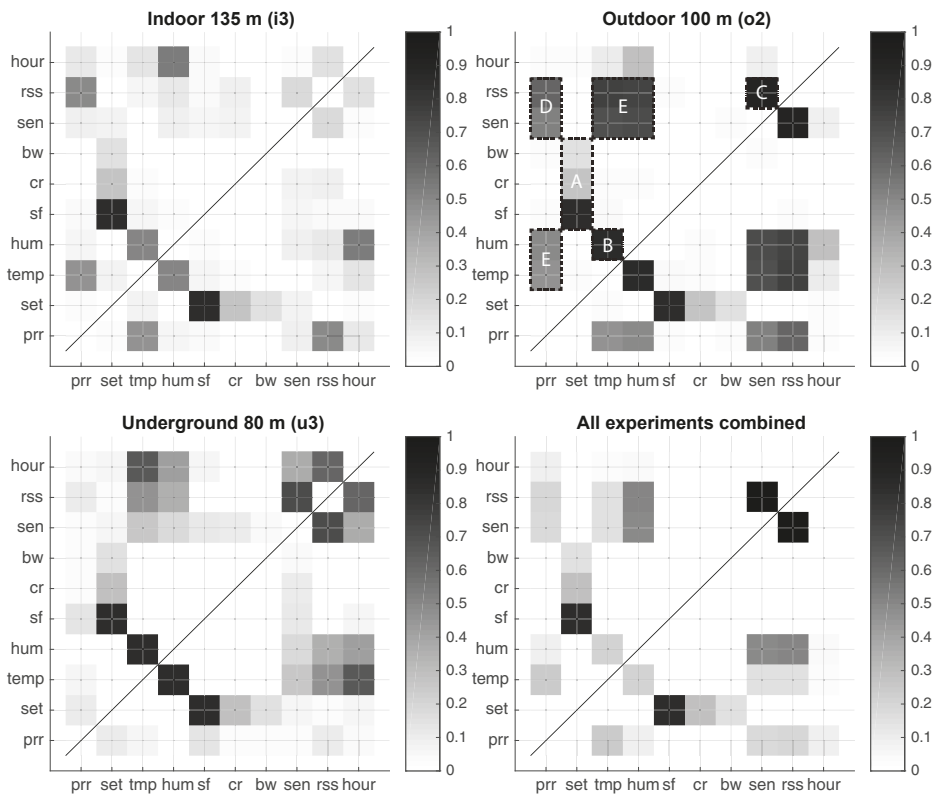 Indoor 135 m (i3)
hour
rss
sen
bw
cr
sf
hum
temp
set
prr
prr set tmp hum sf cr bw sen rss hour
1
0.9
0.8
0.7
0.6
0.5
0.4
0.3
0.2
0.1
0
Outdoor 100 m (o2)
hour
rss
sen
bw
cr
sf
hum
temp
set
prr
D
E
C
A
B
E
prr set tmp hum sf cr bw sen rss hour
1
0.9
0.8
0.7
0.6
0.5
0.4
0.3
0.2
0.1
0
Underground 80 m (u3)
hour
rss
sen
bw
cr
sf
hum
temp
set
prr
prr set tmp hum sf cr bw sen rss hour
1
0.9
0.8
0.7
0.6
0.5
0.4
0.3
0.2
0.1
0
All experiments combined
hour
rss
sen
bw
cr
sf
hum
temp
set
prr
prr set tmp hum sf cr bw sen rss hour
1
0.9
0.8
0.7
0.6
0.5
0.4
0.3
0.2
0.1
0